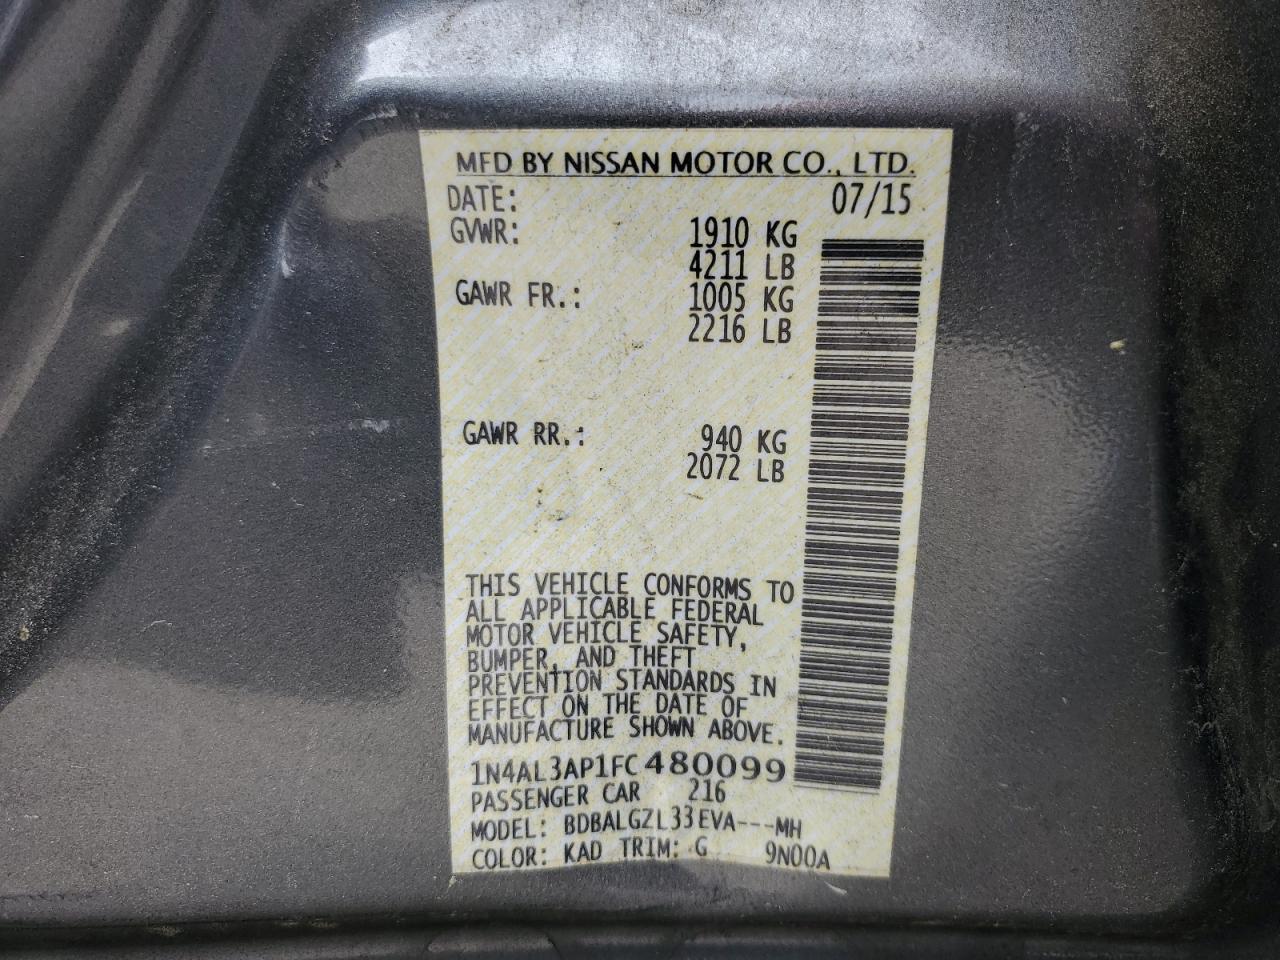 MFD BY NISSAN MOTOR CO., LTD.
DATE: 07/15
GVWR: 1910 KG
4211 LB
GAWR FR.: 1005 KG
2216 LB
GAWR RR.: 940 KG
2072 LB
THIS VEHICLE CONFORMS TO
ALL APPLICABLE FEDERAL
MOTOR VEHICLE SAFETY,
BUMPER, AND THEFT
PREVENTION STANDARDS IN
EFFECT ON THE DATE OF
MANUFACTURE SHOWN ABOVE.
1N4AL3AP1FC480099
PASSENGER CAR 216
MODEL: BDBALGZL33EVA---MH
COLOR: KAD TRIM: G 9N00A